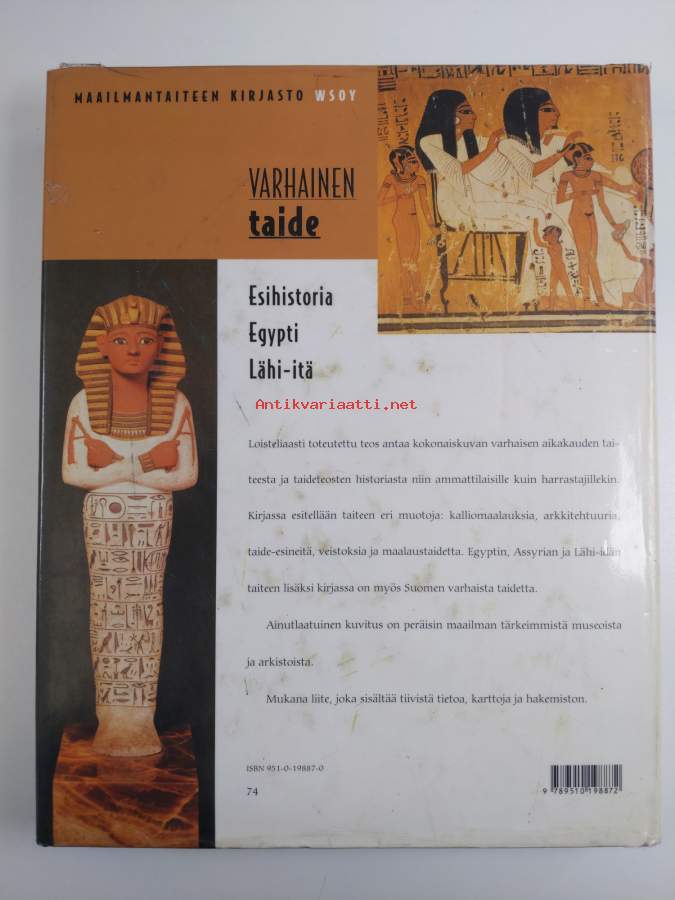 MAAILMANTAITEEN KIRJASTO WSOY
VARHAINEN
taide
Esihistoria
Egypti
Lähi-itä
Antikvariaatti.net
Loisteliaasti toteutettu teos antaa kokonaiskuvan varhaisen aikakauden tai-
teesta ja taideteosten historiasta niin ammattilaisille kuin harrastajillekin.
Kirjassa esitellään taiteen eri muotoja: kalliomaalauksia, arkkitehtuuria,
taide-esineitä, veistoksia ja maalaustaidetta. Egyptin, Assyrian ja Lähi-idän
taiteen lisäksi kirjassa on myös Suomen varhaista taidetta.
Ainutlaatuinen kuvitus on peräisin maailman tärkeimmistä museoista
ja arkistoista.
Mukana liite, joka sisältää tiivistä tietoa, karttoja ja hakemiston.
ISBN 951-0-19887-0
74
9 789510 198872